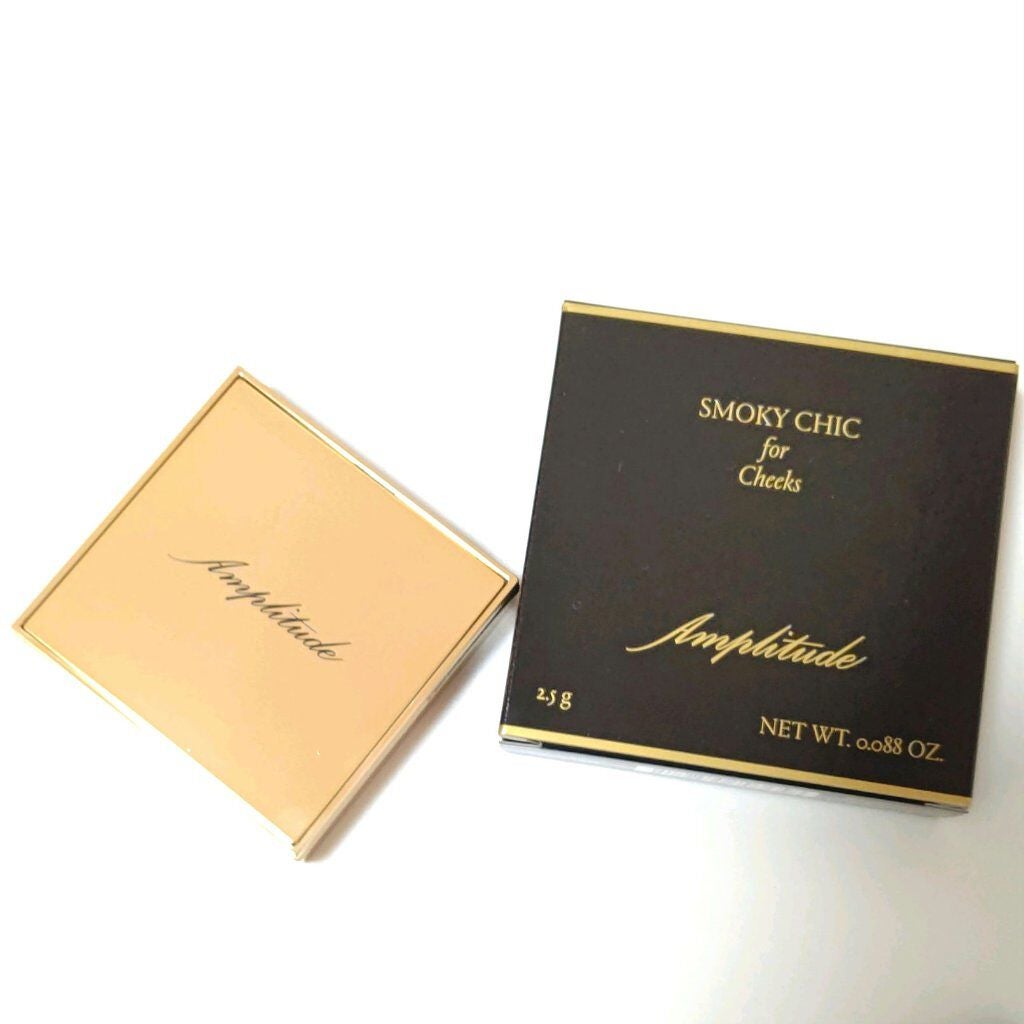 Amplitude
SMOKY CHIC
for
Cheeks
Amplitude
2.5 g
NET WT. 0.088 OZ.